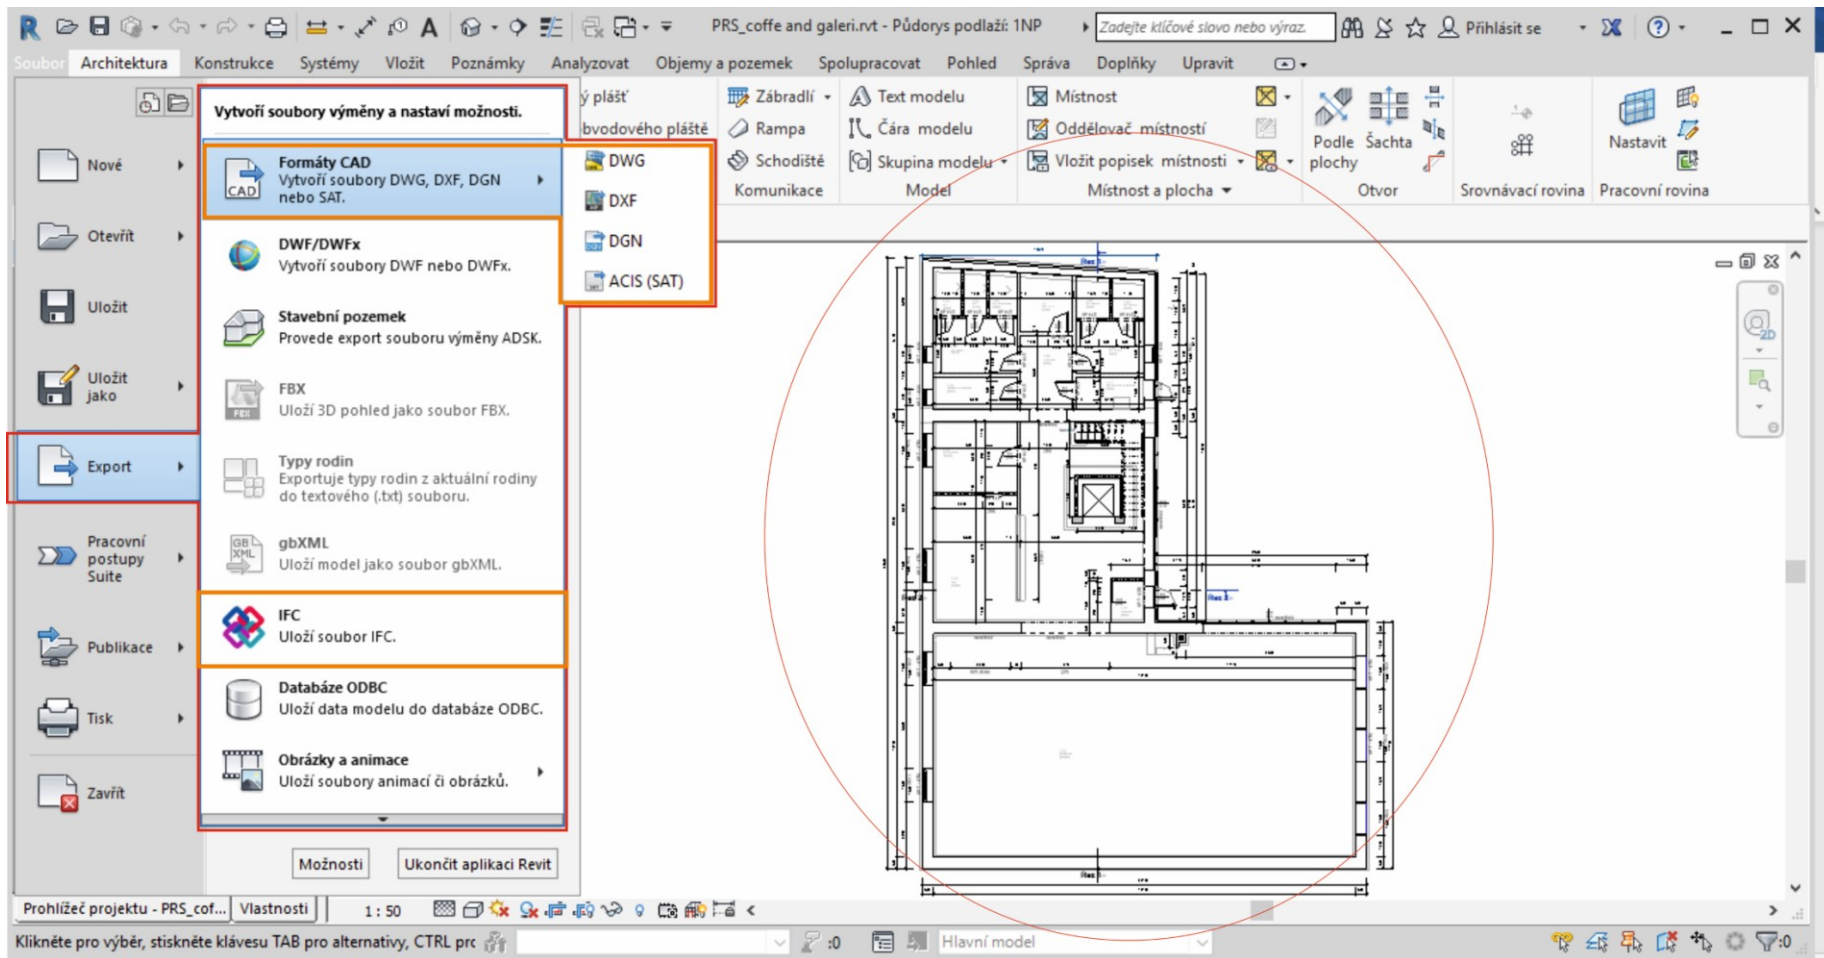 PRS_coffe and galeri.rvt - Půdorys podlaží: 1NP
Zadejte klíčové slovo nebo výraz.
Přihlásit se
Soubor Architektura Konstrukce Systémy Vložit Poznámky Analyzovat Objemy a pozemek Spolupracovat Pohled Správa Doplňky Upravit
Vytvoří soubory výměny a nastaví možnosti.
Nové
Otevřít
Uložit
Uložit
jako
Export
Pracovní
postupy
Suite
Publikace
Tisk
Zavřít
CAD
Formáty CAD
Vytvoří soubory DWG, DXF, DGN
nebo SAT.
DWF/DWFx
Vytvoří soubory DWF nebo DWFx.
Stavební pozemek
Provede export souboru výměny ADSK.
FBX
FBX
Uloží 3D pohled jako soubor FBX.
Typy rodin
Exportuje typy rodin z aktuální rodiny
do textového (.txt) souboru.
GB
XML
gbXML
Uloží model jako soubor gbXML.
IFC
Uloží soubor IFC.
Databáze ODBC
Uloží data modelu do databáze ODBC.
Obrázky a animace
Uloží soubory animací či obrázků.
Možnosti
Ukončit aplikaci Revit
DWG
DXF
DGN
ACIS (SAT)
ý plášť
bvodového pláště
Zábradlí
Rampa
Schodiště
Komunikace
Text modelu
Čára modelu
Skupina modelu
Model
Místnost
Oddělovač místností
Vložit popisek místnosti
Místnost a plocha
Podle
plochy
Šachta
Otvor
Srovnávací rovina
Nastavit
Pracovní rovina
2D
Prohlížeč projektu - PRS_cof...
Vlastnosti
1 : 50
Klikněte pro výběr, stiskněte klávesu TAB pro alternativy, CTRL prc
:0
Hlavní model
:0